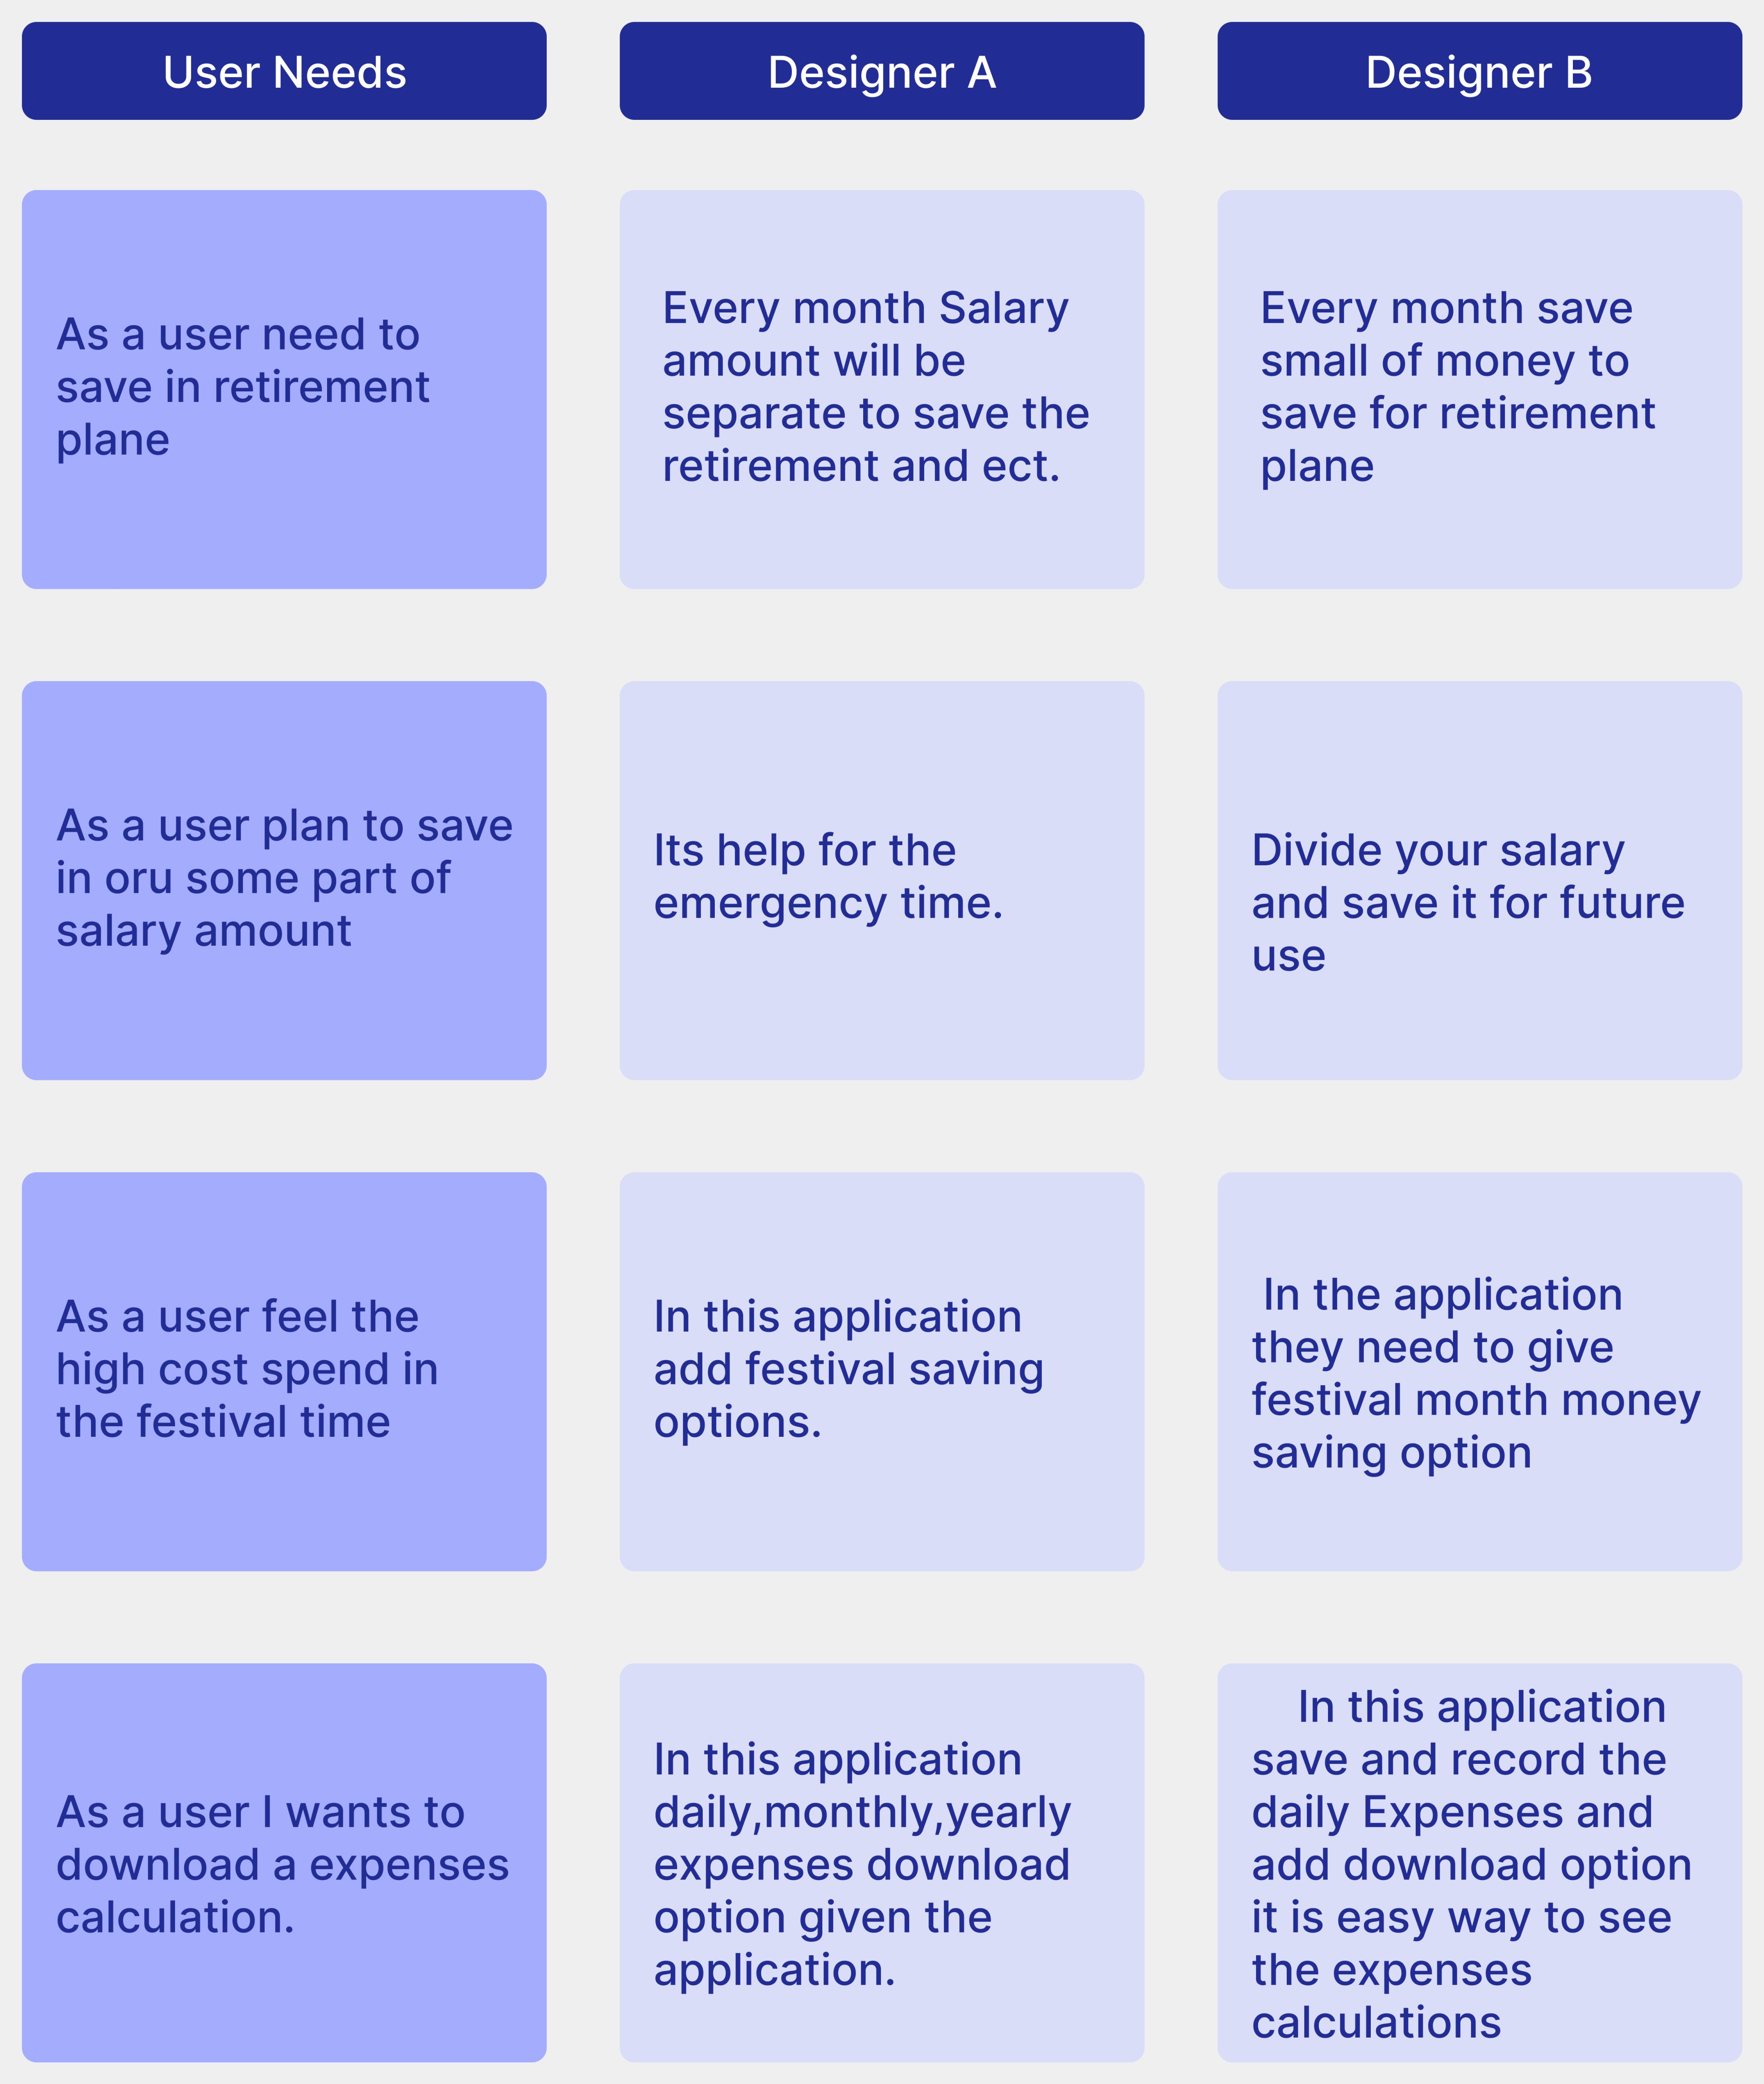 User Needs
Designer A
Designer B
As a user need to
save in retirement
plane
Every month Salary
amount will be
separate to save the
retirement and ect.
Every month save
small of money to
save for retirement
plane
As a user plan to save
in oru some part of
salary amount
Its help for the
emergency time.
Divide your salary
and save it for future
use
As a user feel the
high cost spend in
the festival time
In this application
add festival saving
options.
In the application
they need to give
festival month money
saving option
As a user I wants to
download a expenses
calculation.
In this application
daily,monthly,yearly
expenses download
option given the
application.
In this application
save and record the
daily Expenses and
add download option
it is easy way to see
the expenses
calculations